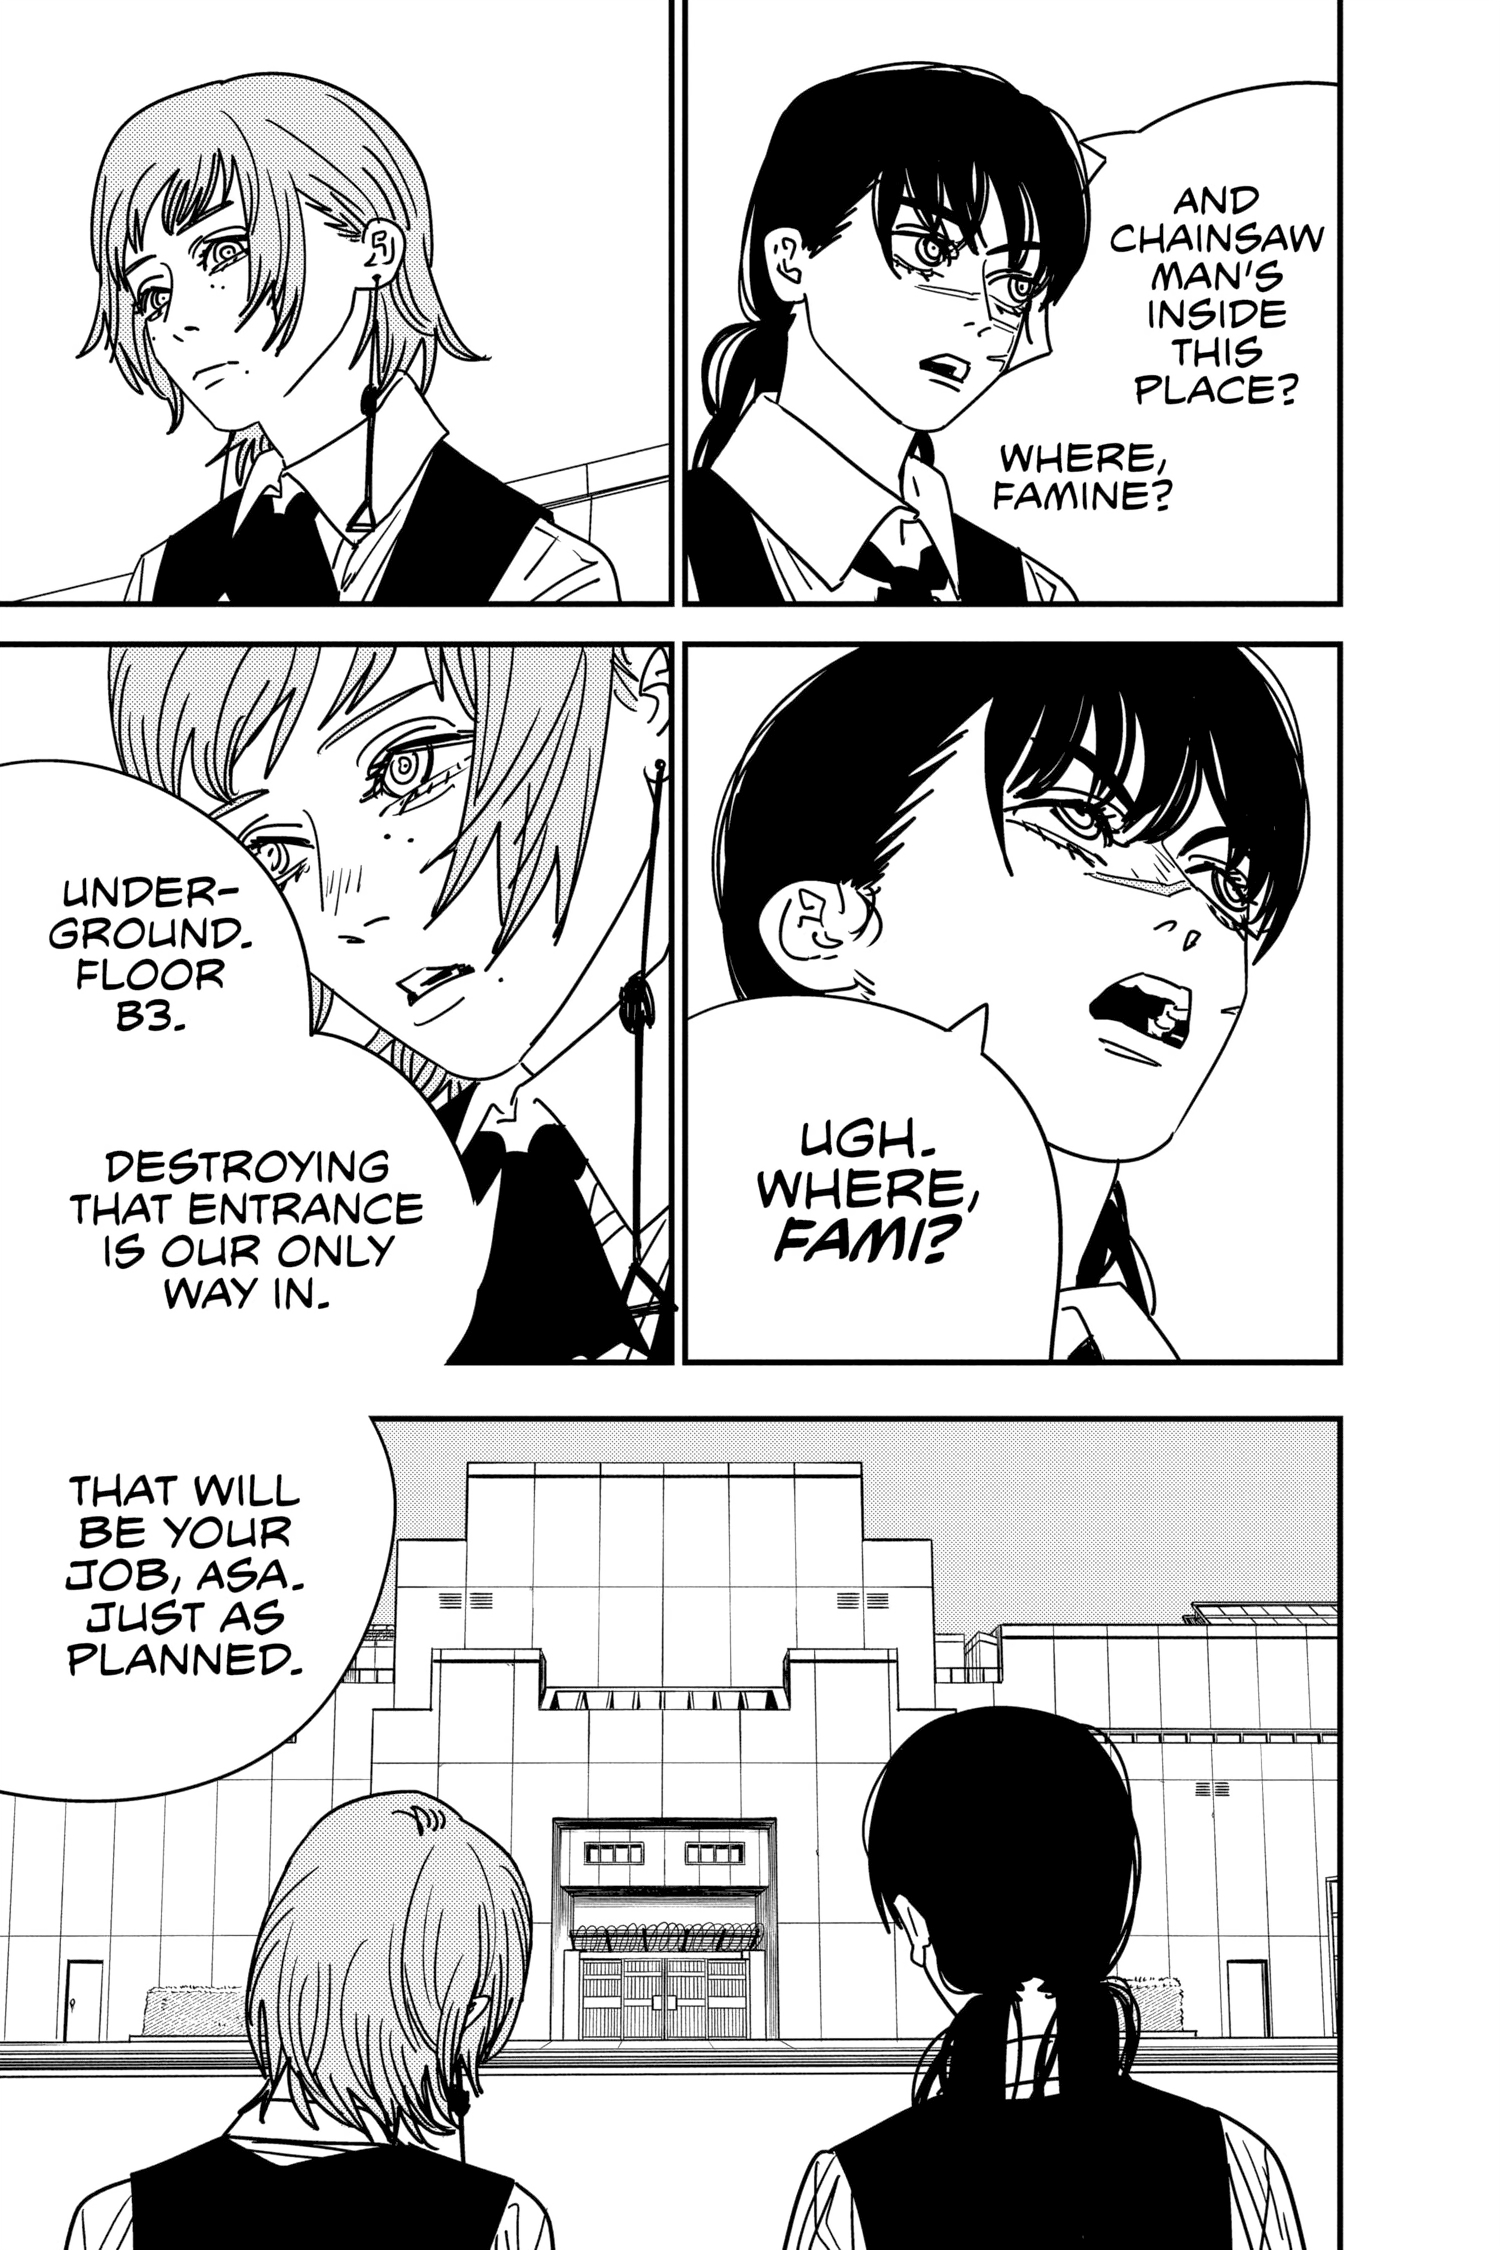 AND
CHAINSAW
MAN'S
INSIDE
THIS
PLACE?
WHERE,
FAMINE?
UGH.
WHERE,
FAMI?
UNDER-
GROUND.
FLOOR
B3.
DESTROYING
THAT ENTRANCE
IS OUR ONLY
WAY IN.
THAT WILL
BE YOUR
JOB, ASA.
JUST AS
PLANNED.